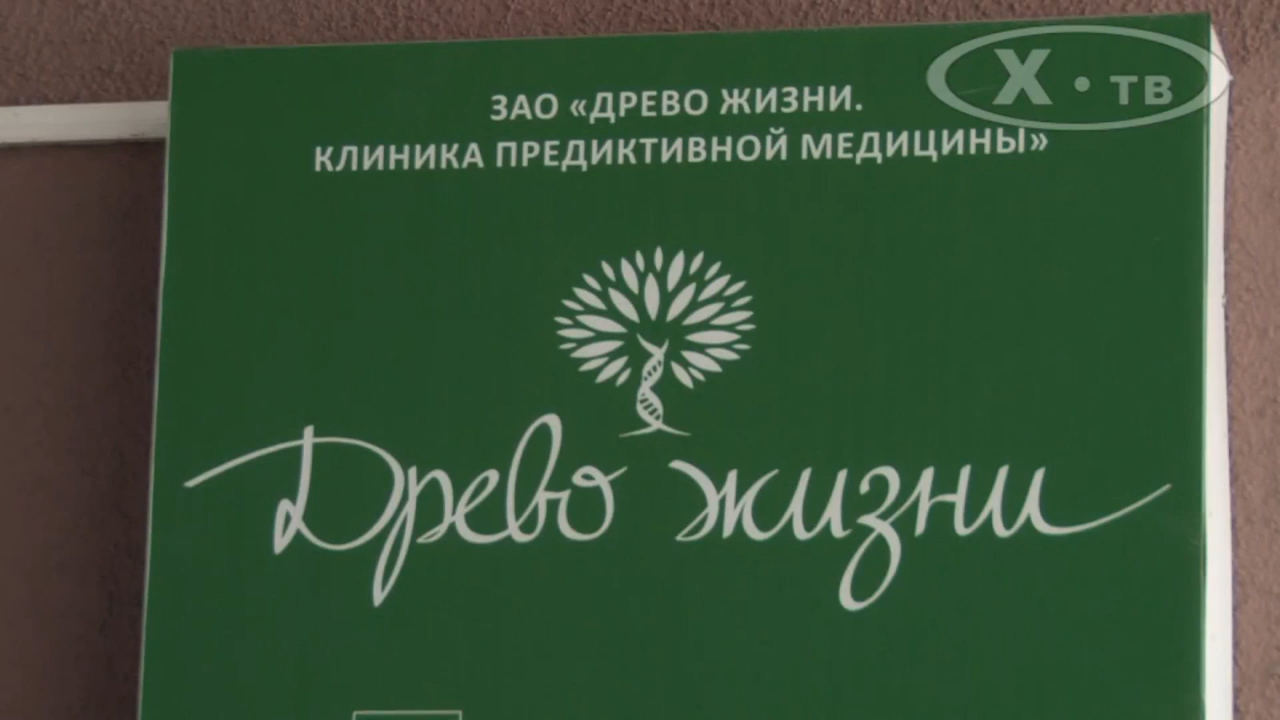 Х•ТВ
ЗАО «ДРЕВО ЖИЗНИ.
КЛИНИКА ПРЕДИКТИВНОЙ МЕДИЦИНЫ»
Древо жизни